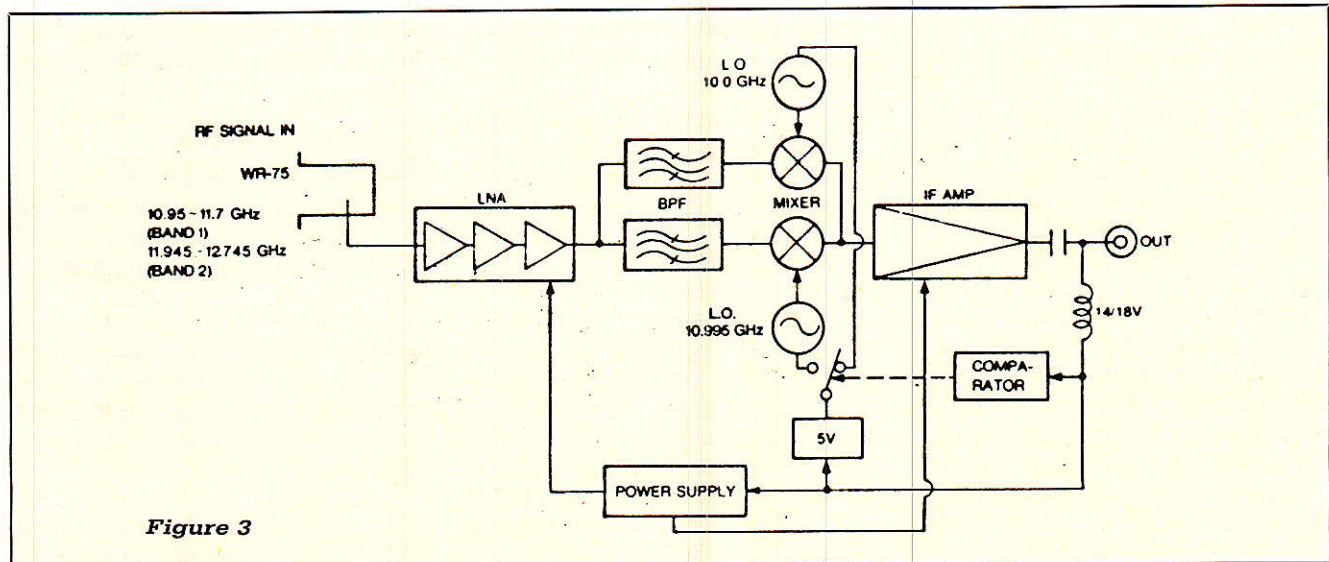 RF SIGNAL IN
WR-75
10.95 ~ 11.7 GHz
(BAND 1)
11.945 ~ 12.745 GHz
(BAND 2)
LNA
BPF
L O
10 0 GHz
MIXER
L.O.
10.995 GHz
IF AMP
OUT
14/18V
COMPA-
RATOR
5V
POWER SUPPLY
Figure 3